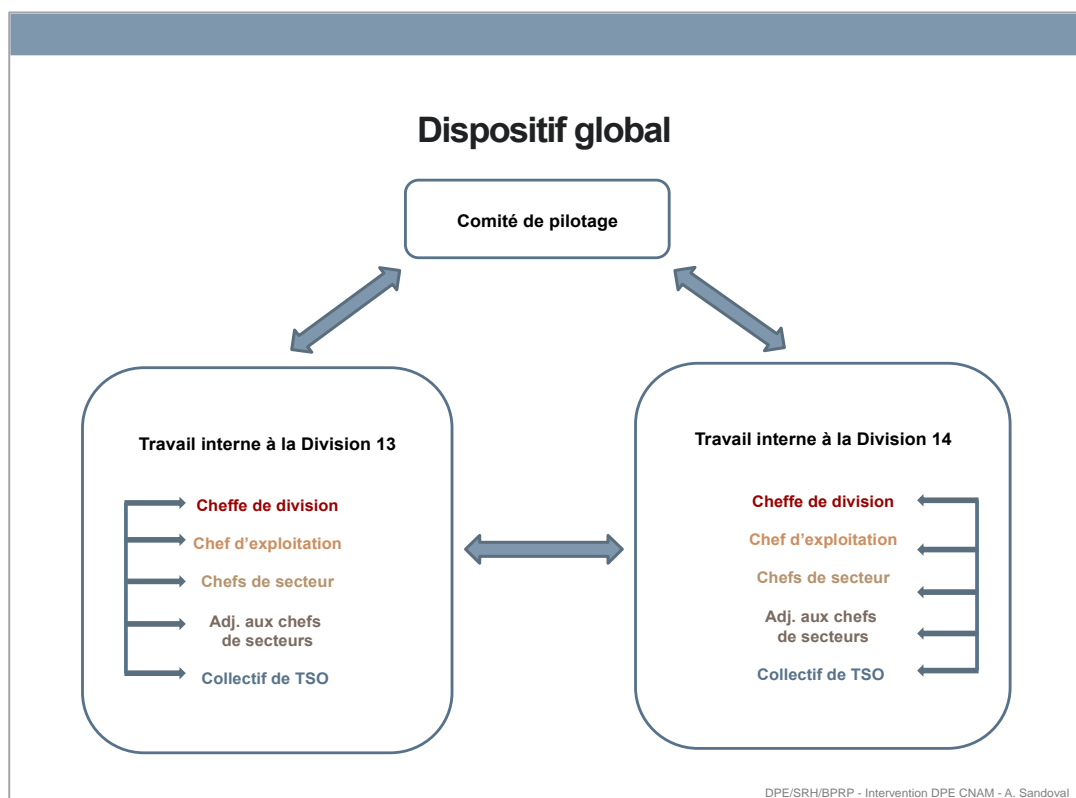 Dispositif global
Comité de pilotage
Travail interne à la Division 13
Cheffe de division
Chef d’exploitation
Chefs de secteur
Adj. aux chefs
de secteurs
Collectif de TSO
Travail interne à la Division 14
Cheffe de division
Chef d’exploitation
Chefs de secteur
Adj. aux chefs
de secteurs
Collectif de TSO
DPE/SRH/BPRP - Intervention DPE CNAM - A. Sandoval